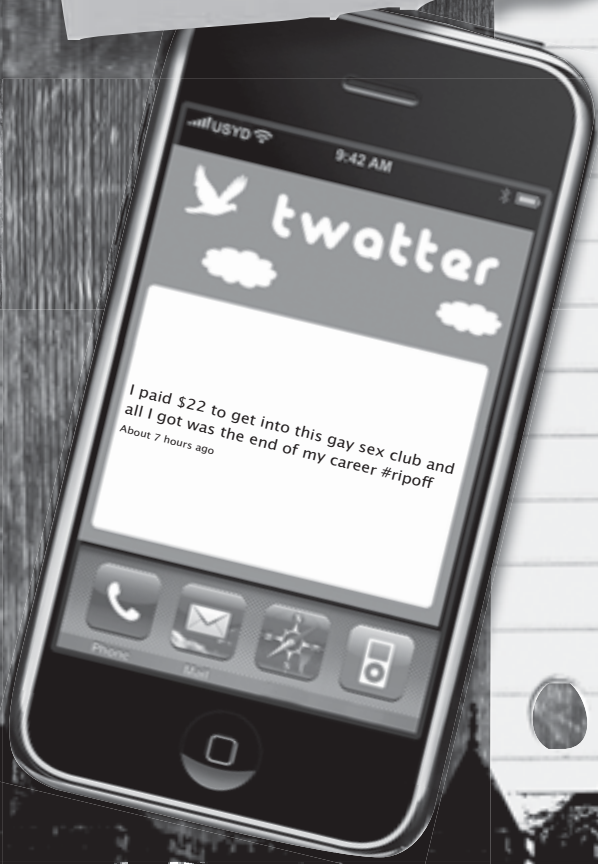 USYD
9:42 AM
twatter
I paid $22 to get into this gay sex club and
all I got was the end of my career #ripoff
About 7 hours ago
Phone
Mail